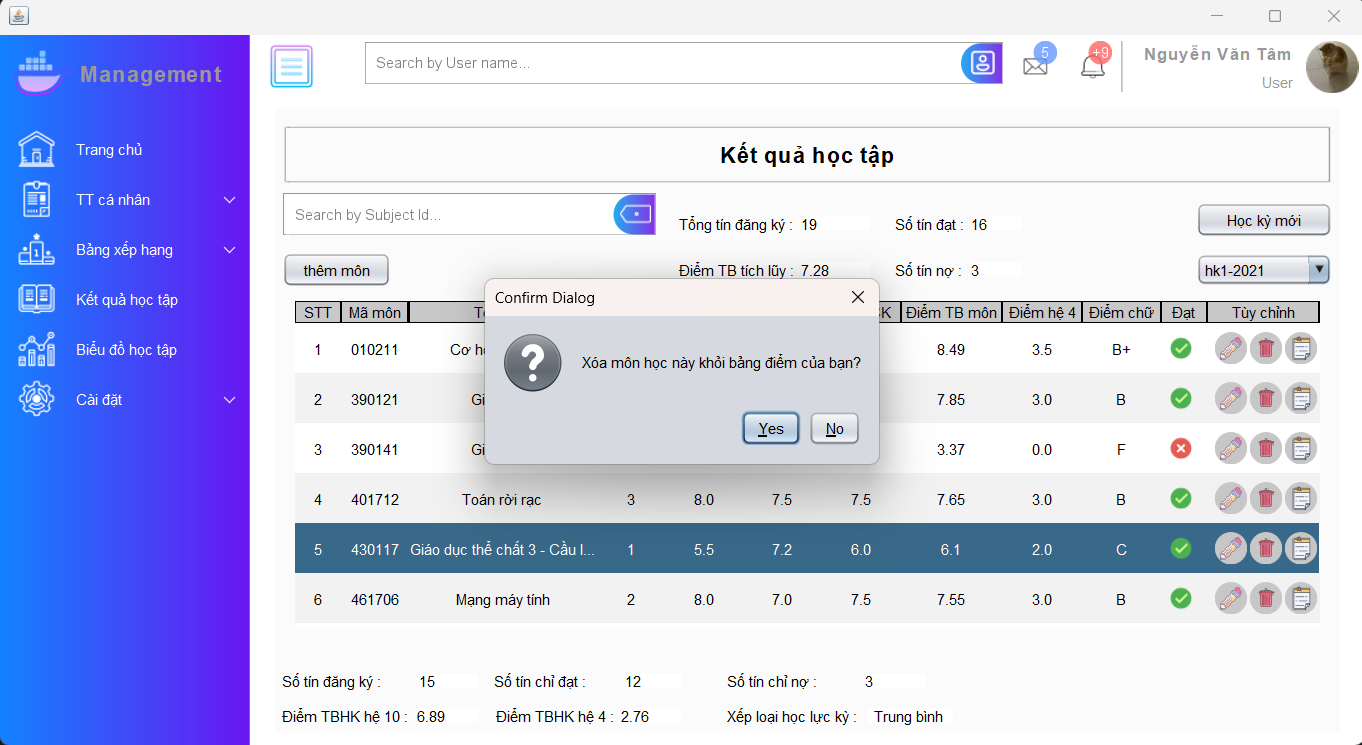 Management
Trang chủ
TT cá nhân
Bảng xếp hạng
Kết quả học tập
Biểu đồ học tập
Cài đặt
Search by User name...
5
+9
Nguyễn Văn Tâm
User
Kết quả học tập
Search by Subject Id...
Tổng tín đăng ký : 19
Số tín đạt : 16
Học kỳ mới
thêm môn
Điểm TB tích lũy : 7.28
Số tín nợ : 3
hk1-2021
Confirm Dialog
Xóa môn học này khỏi bảng điểm của bạn?
Yes
No
STT Mã môn Điểm TB môn Điểm hệ 4 Điểm chữ Đạt Tùy chỉnh
1 010211 8.49 3.5 B+
2 390121 7.85 3.0 B
3 390141 3.37 0.0 F
4 401712 Toán rời rạc 3 8.0 7.5 7.5 7.65 3.0 B
5 430117 Giáo dục thể chất 3 - Cầu l... 1 5.5 7.2 6.0 6.1 2.0 C
6 461706 Mạng máy tính 2 8.0 7.0 7.5 7.55 3.0 B
Số tín đăng ký : 15 Số tín chỉ đạt : 12 Số tín chỉ nợ : 3
Điểm TBHK hệ 10 : 6.89 Điểm TBHK hệ 4 : 2.76 Xếp loại học lực kỳ : Trung bình